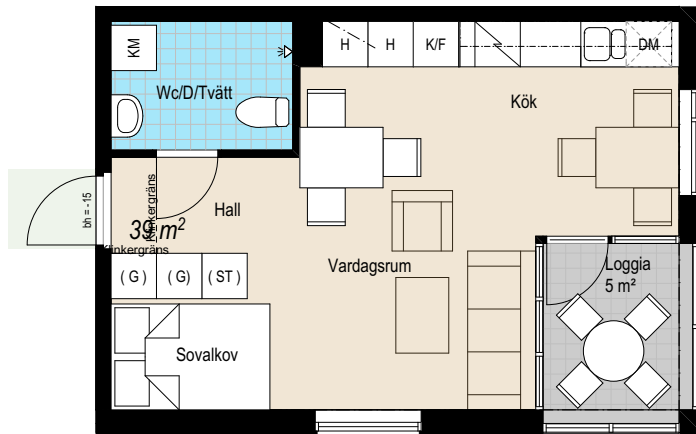 KM
H
H
K/F
DM
Wc/D/Tvätt
Kök
bh = -15
Klinkergräns
Hall
39 m²
Klinkergräns
( G )
( G)
( ST )
Vardagsrum
Loggia
5 m²
Sovalkov